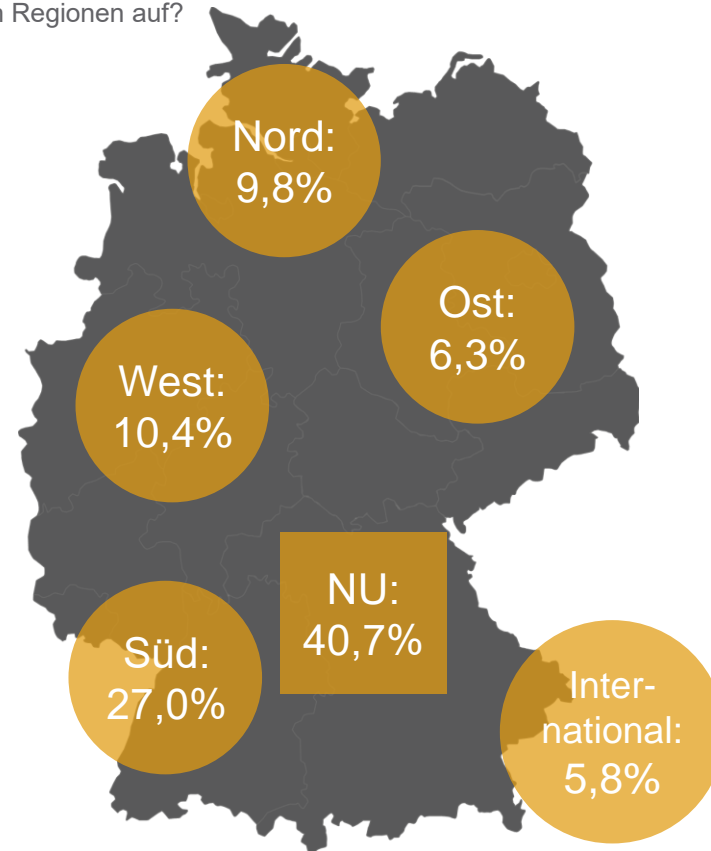 Regionen auf?
Nord:
9,8%
Ost:
6,3%
West:
10,4%
NU:
40,7%
Süd:
27,0%
Inter-
national:
5,8%